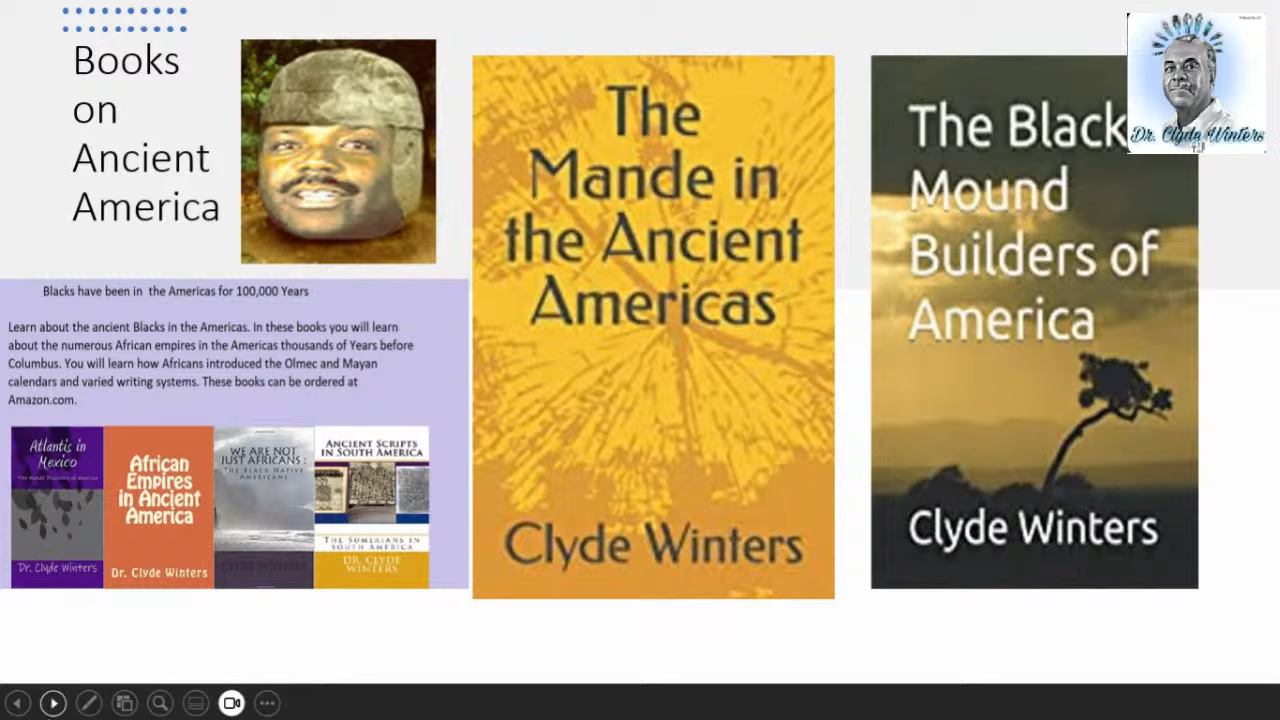 Books
on
Ancient
America
Blacks have been in the Americas for 100,000 Years
Learn about the ancient Blacks in the Americas. In these books you will learn
about the numerous African empires in the Americas thousands of Years before
Columbus. You will learn how Africans introduced the Olmec and Mayan
calendars and varied writing systems. These books can be ordered at
Amazon.com.
Atlantis in
Mexico
The Mande Discovery of America
Dr. Clyde Winters
African
Empires
in Ancient
America
Dr. Clyde Winters
WE ARE NOT
JUST AFRICANS :
THE BLACK NATIVE
AMERICANS
CLYDE WINTERS
ANCIENT SCRIPTS
IN SOUTH AMERICA
THE SUMERIANS IN
SOUTH AMERICA
DR. CLYDE
WINTERS
The
Mande in
the Ancient
Americas
Clyde Winters
The Black
Mound
Builders of
America
Clyde Winters
Dr. Clyde Winters